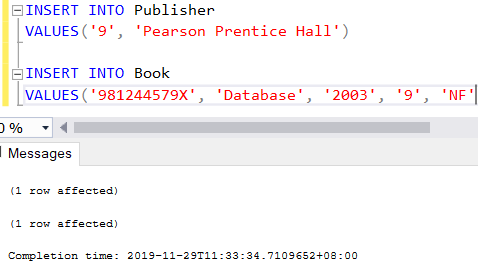 INSERT INTO Publisher
VALUES('9', 'Pearson Prentice Hall')
INSERT INTO Book
VALUES('981244579X', 'Database', '2003', '9', 'NF'
0 %
Messages
(1 row affected)
(1 row affected)
Completion time: 2019-11-29T11:33:34.7109652+08:00